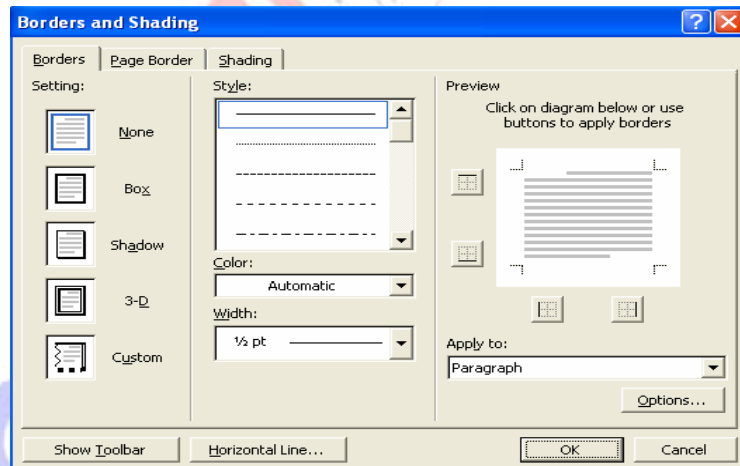 Borders and Shading
Borders
Page Border
Shading
Setting:
None
Box
Shadow
3-D
Custom
Style:
Color:
Automatic
Width:
½ pt
Preview
Click on diagram below or use
buttons to apply borders
Apply to:
Paragraph
Options...
Show Toolbar
Horizontal Line...
OK
Cancel